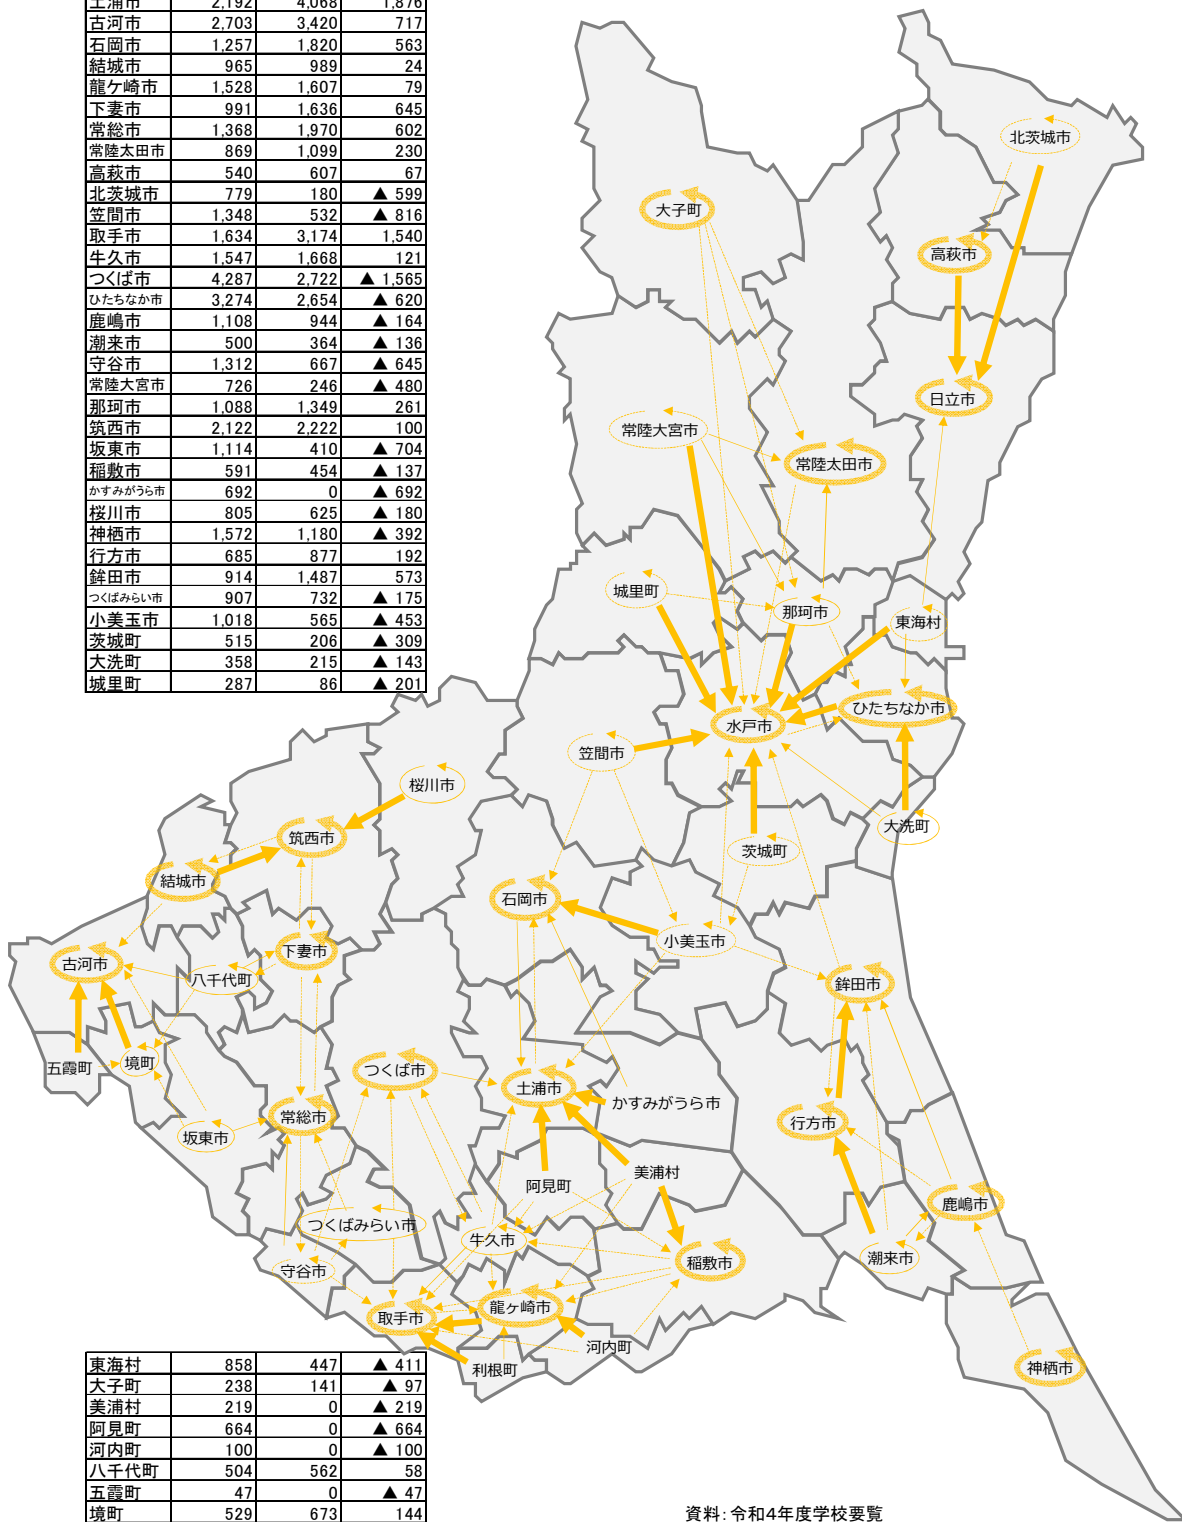 土浦市 2,192 4,068 1,876
古河市 2,703 3,420 717
石岡市 1,257 1,820 563
結城市 965 989 24
龍ケ崎市 1,528 1,607 79
下妻市 991 1,636 645
常総市 1,368 1,970 602
常陸太田市 869 1,099 230
高萩市 540 607 67
北茨城市 779 180 ▲ 599
笠間市 1,348 532 ▲ 816
取手市 1,634 3,174 1,540
牛久市 1,547 1,668 121
つくば市 4,287 2,722 ▲ 1,565
ひたちなか市 3,274 2,654 ▲ 620
鹿嶋市 1,108 944 ▲ 164
潮来市 500 364 ▲ 136
守谷市 1,312 667 ▲ 645
常陸大宮市 726 246 ▲ 480
那珂市 1,088 1,349 261
筑西市 2,122 2,222 100
坂東市 1,114 410 ▲ 704
稲敷市 591 454 ▲ 137
かすみがうら市 692 0 ▲ 692
桜川市 805 625 ▲ 180
神栖市 1,572 1,180 ▲ 392
行方市 685 877 192
鉾田市 914 1,487 573
つくばみらい市 907 732 ▲ 175
小美玉市 1,018 565 ▲ 453
茨城町 515 206 ▲ 309
大洗町 358 215 ▲ 143
城里町 287 86 ▲ 201
北茨城市
大子町
高萩市
日立市
常陸大宮市
常陸太田市
城里町
那珂市
東海村
ひたちなか市
水戸市
笠間市
桜川市
大洗町
筑西市
茨城町
結城市
石岡市
小美玉市
下妻市
古河市
八千代町
鉾田市
五霞町
境町
つくば市
土浦市
かすみがうら市
常総市
行方市
坂東市
美浦村
阿見町
鹿嶋市
つくばみらい市
牛久市
潮来市
稲敷市
守谷市
龍ヶ崎市
取手市
河内町
利根町
神栖市
東海村 858 447 ▲ 411
大子町 238 141 ▲ 97
美浦村 219 0 ▲ 219
阿見町 664 0 ▲ 664
河内町 100 0 ▲ 100
八千代町 504 562 58
五霞町 47 0 ▲ 47
境町 529 673 144
資料：令和4年度学校要覧